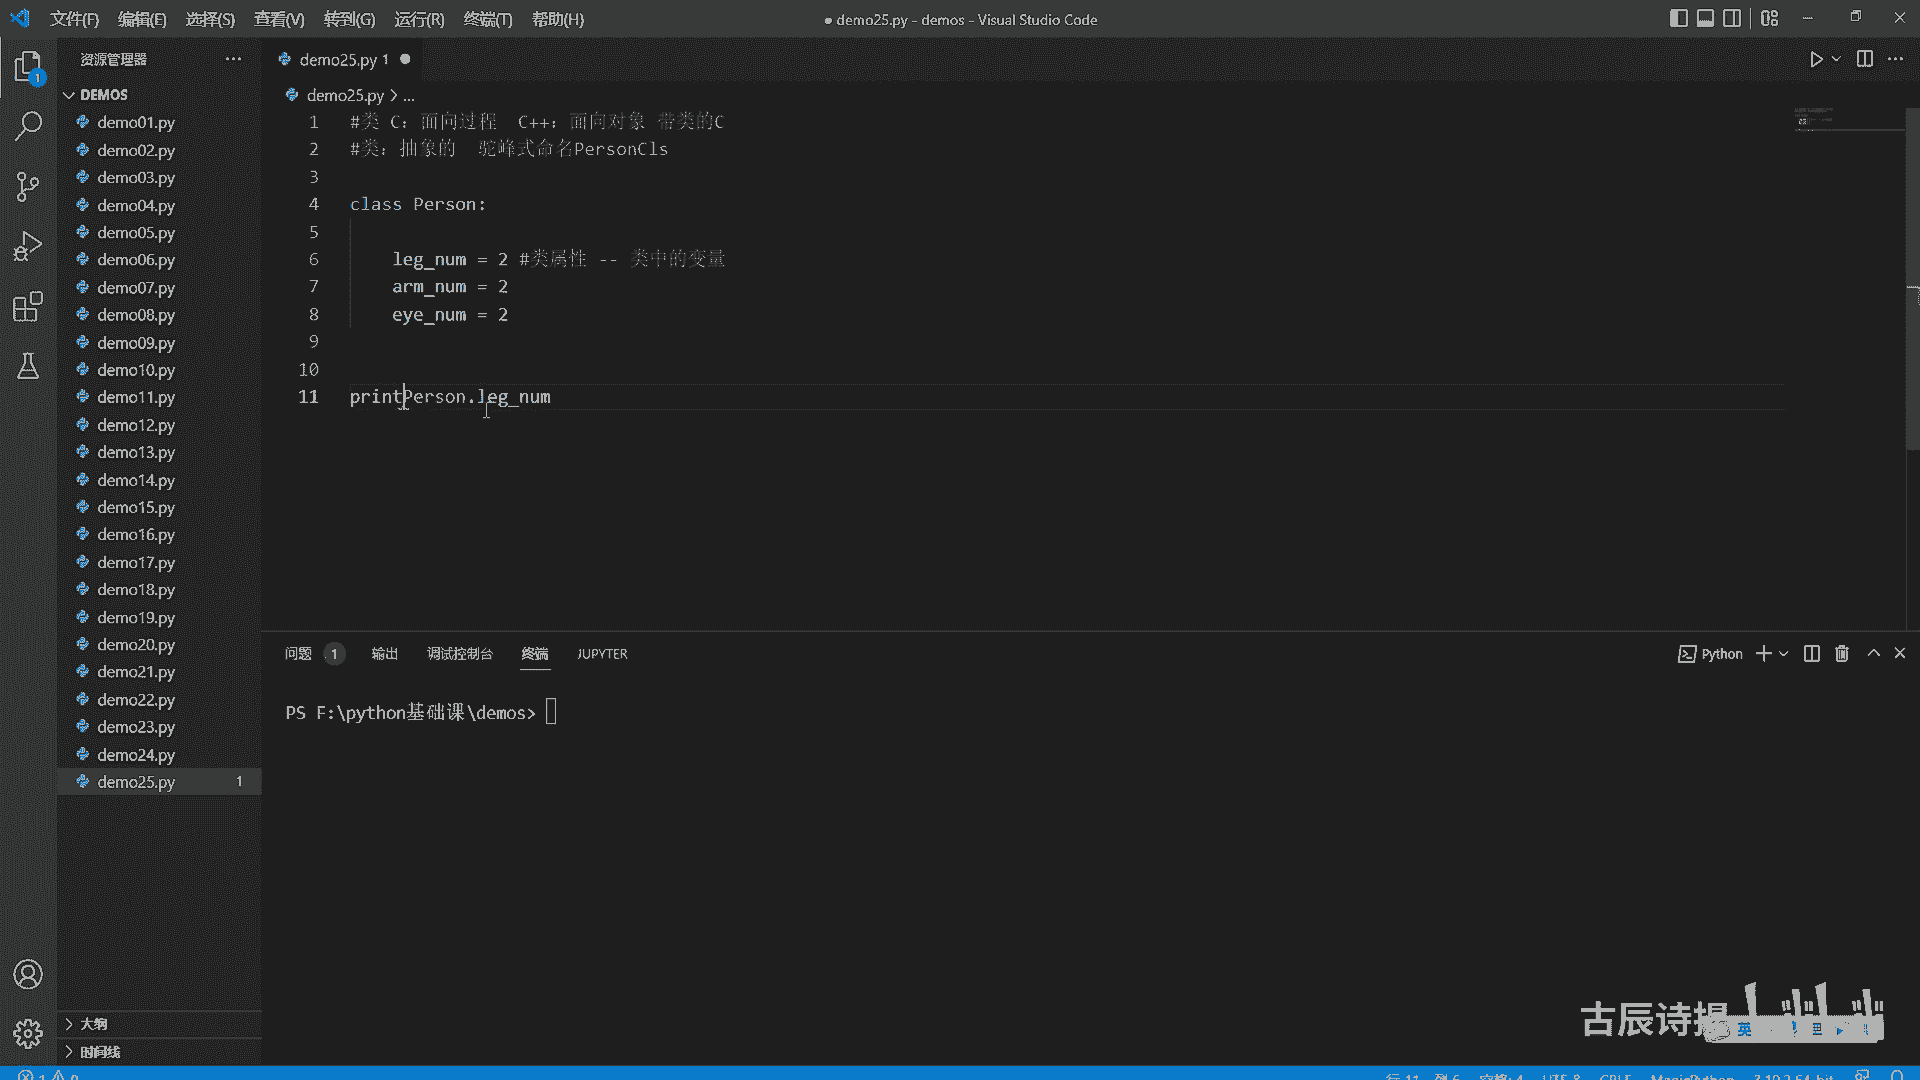 文件(F) 编辑(E) 选择(S) 查看(V) 转到(G) 运行(R) 终端(T) 帮助(H)
● demo25.py - demos - Visual Studio Code
资源管理器
demo25.py 1
DEMOS
demo25.py > ...
demo01.py
demo02.py
demo03.py
demo04.py
demo05.py
demo06.py
demo07.py
demo08.py
demo09.py
demo10.py
demo11.py
demo12.py
demo13.py
demo14.py
demo15.py
demo16.py
demo17.py
demo18.py
demo19.py
demo20.py
demo21.py
demo22.py
demo23.py
demo24.py
demo25.py 1
大纲
时间线
1 #类 C：面向过程 C++：面向对象 带类的C
2 #类：抽象的 驼峰式命名PersonCls
3
4 class Person:
5
6 leg_num = 2 #类属性 -- 类中的变量
7 arm_num = 2
8 eye_num = 2
9
10
11 printPerson.leg_num
问题 1 输出 调试控制台 终端 JUPYTER
Python
PS F:\python基础课\demos>
古辰诗
英